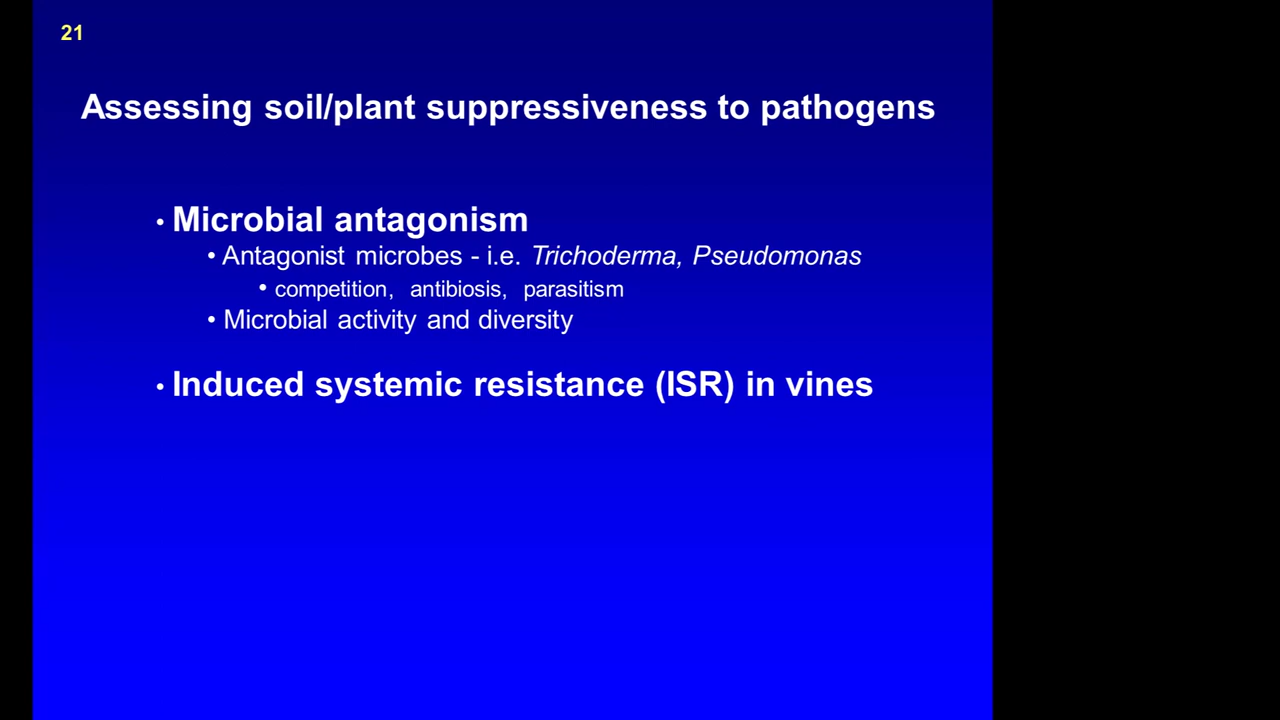 21
Assessing soil/plant suppressiveness to pathogens
• Microbial antagonism
• Antagonist microbes - i.e. Trichoderma, Pseudomonas
• competition, antibiosis, parasitism
• Microbial activity and diversity
• Induced systemic resistance (ISR) in vines